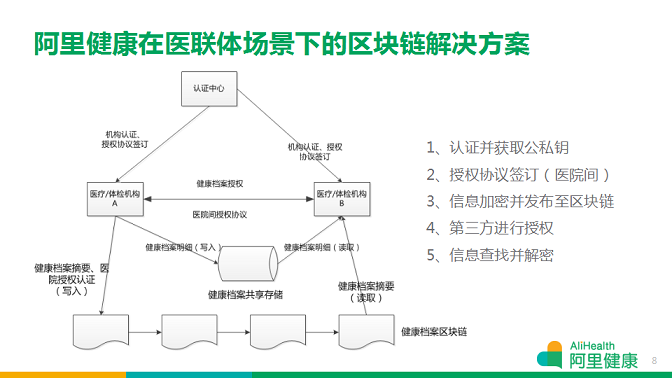 阿里健康在医联体场景下的区块链解决方案
认证中心
机构认证、
授权协议签订
机构认证、授权
协议签订
医疗/体检机构
A
健康档案授权
医院间授权协议
医疗/体检机构
B
健康档案明细（写入）
健康档案明细（读取）
健康档案共享存储
健康档案摘要、医
院授权认证
（写入）
健康档案摘要
（读取）
健康档案区块链
1、认证并获取公私钥
2、授权协议签订（医院间）
3、信息加密并发布至区块链
4、第三方进行授权
5、信息查找并解密
AliHealth
阿里健康
8